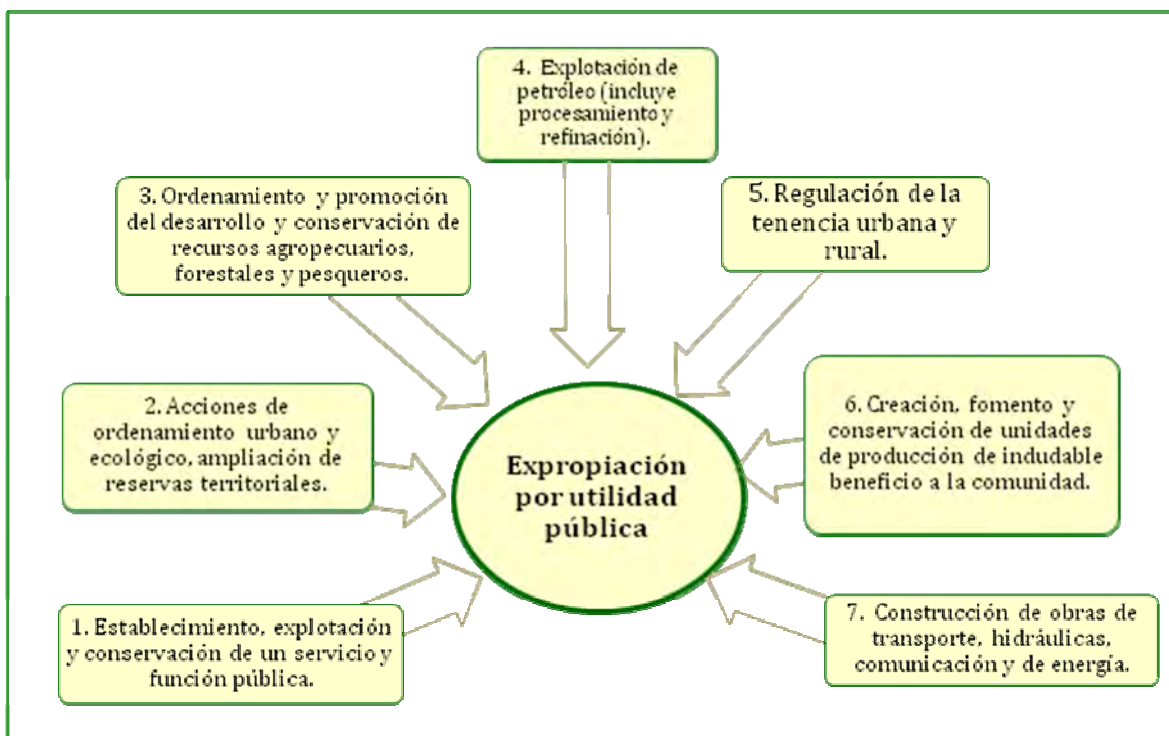 4. Explotación de
petróleo (incluye
procesamiento y
refinación).
3. Ordenamiento y promoción
del desarrollo y conservación de
recursos agropecuarios,
forestales y pesqueros.
5. Regulación de la
tenencia urbana y
rural.
2. Acciones de
ordenamiento urbano y
ecológico, ampliación de
reservas territoriales.
Expropiación
por utilidad
pública
6. Creación, fomento y
conservación de unidades
de producción de indudable
beneficio a la comunidad.
1. Establecimiento, explotación
y conservación de un servicio y
función pública.
7. Construcción de obras de
transporte, hidráulicas,
comunicación y de energía.